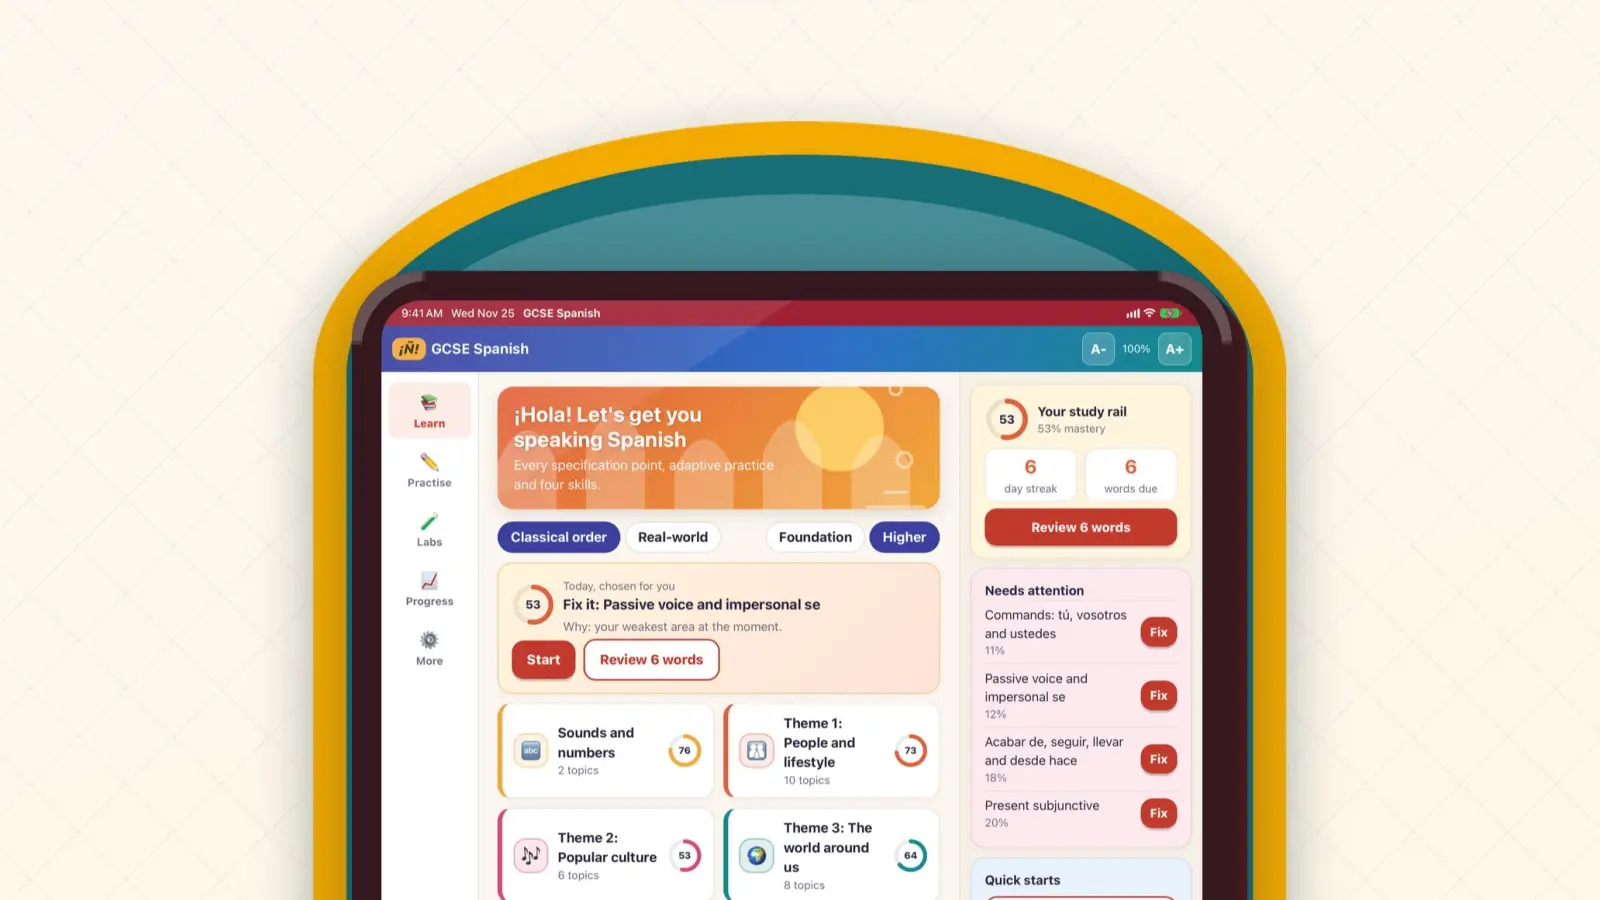 9:41 AM Wed Nov 25 GCSE Spanish
¡Ñ! GCSE Spanish
A- 100% A+
Learn
Practise
Labs
Progress
More
¡Hola! Let's get you
speaking Spanish
Every specification point, adaptive practice
and four skills.
Classical order Real-world Foundation Higher
53
Today, chosen for you
Fix it: Passive voice and impersonal se
Why: your weakest area at the moment.
Start Review 6 words
abc
Sounds and
numbers
2 topics
76
Theme 1:
People and
lifestyle
10 topics
73
Theme 2:
Popular culture
6 topics
53
Theme 3: The
world around
us
8 topics
64
53
Your study rail
53% mastery
6
day streak
6
words due
Review 6 words
Needs attention
Commands: tú, vosotros
and ustedes
11%
Fix
Passive voice and
impersonal se
12%
Fix
Acabar de, seguir, llevar
and desde hace
18%
Fix
Present subjunctive
20%
Fix
Quick starts